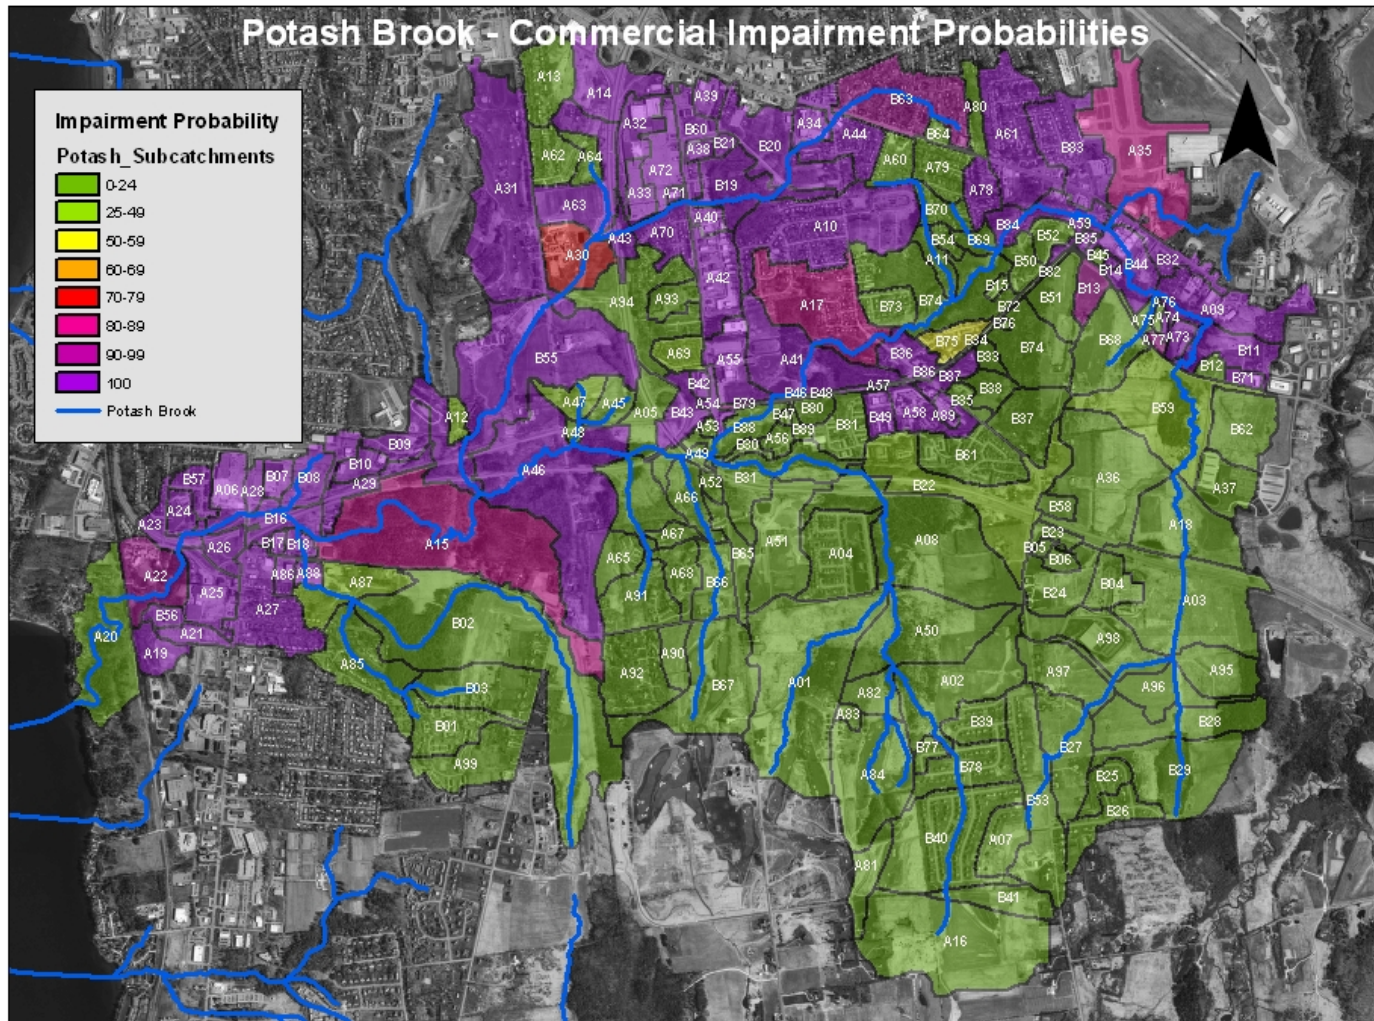 Potash Brook - Commercial Impairment Probabilities
N
Impairment Probability
Potash_Subcatchments
0-24
25-49
50-59
60-69
70-79
80-89
90-99
100
Potash Brook
A13
A14
A39
A32
B60
A34
B63
A80
A61
B83
A35
A62
A64
A38
B21
B20
A44
B64
A31
A72
A60
A79
A63
A33
A71
B19
A78
A40
B70
A43
A70
A10
B84
A59
A30
B54
B69
B52
B85
A11
B50
B45
B44
B32
A42
B82
B14
A94
A93
A17
B15
B51
B13
B73
B74
B72
A76
A09
B76
A75
A74
B55
A69
A55
A41
B36
B75
B34
B74
B68
A77
A73
B11
B33
B12
B71
B42
A57
B86
B87
B38
A47
A45
A05
A54
B79
B46
B48
B35
B59
A12
B43
B47
B80
B49
A58
A89
B37
B62
A48
A53
B88
B89
B81
B09
B80
A56
B61
A49
B57
B07
B08
B10
A46
B31
B22
A36
A37
A06
A28
A29
A52
A24
A66
B58
A23
B16
A18
A26
B17
B18
A15
A67
A51
A04
A08
B23
A65
B65
B05
B06
A22
A86
A88
A87
A68
B66
B04
A25
A91
B24
A03
B56
A27
B02
A20
A21
A50
A98
A19
A85
A90
A92
A01
A82
A02
A97
A95
B03
B67
A96
A83
B39
B28
B01
B77
B27
A99
A84
B78
B29
B25
B53
B26
B40
A07
A81
B41
A16